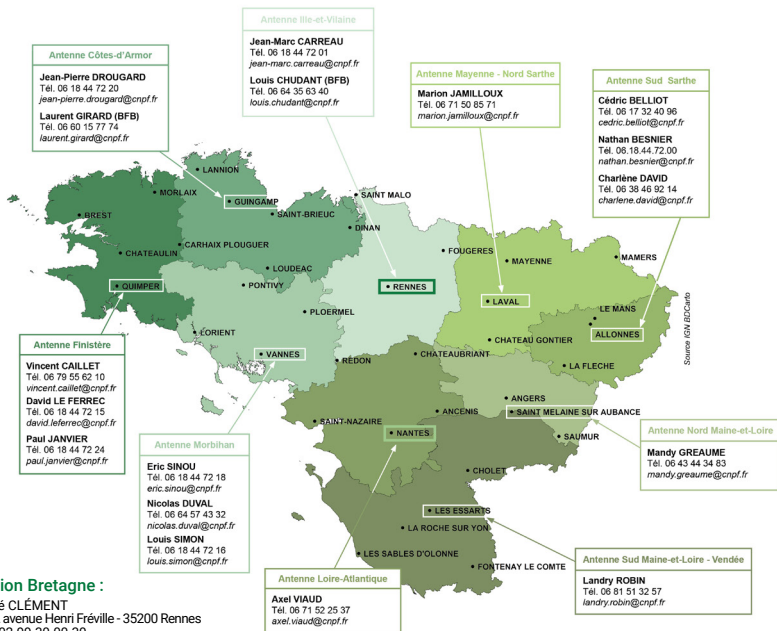 Antenne Ille-et-Vilaine
Jean-Marc CARREAU
Tél. 06 18 44 72 01
jean-marc.carreau@cnpf.fr
Louis CHUDANT (BFB)
Tél. 06 64 35 63 40
louis.chudant@cnpf.fr
Antenne Côtes-d'Armor
Jean-Pierre DROUGARD
Tél. 06 18 44 72 20
jean-pierre.drougard@cnpf.fr
Laurent GIRARD (BFB)
Tél. 06 60 15 77 74
laurent.girard@cnpf.fr
Antenne Mayenne - Nord Sarthe
Marion JAMILLOUX
Tél. 06 71 50 85 71
marion.jamilloux@cnpf.fr
Antenne Sud Sarthe
Cédric BELLIOT
Tél. 06 17 32 40 96
cedric.belliot@cnpf.fr
Nathan BESNIER
Tél. 06.18.44.72.00
nathan.besnier@cnpf.fr
Charlène DAVID
Tél. 06 38 46 92 14
charlene.david@cnpf.fr
LANNION
MORLAIX
GUINGAMP
SAINT MALO
BREST
SAINT-BRIEUC
DINAN
CARHAIX PLOUGUER
CHATEAULIN
FOUGERES
MAYENNE
MAMERS
LOUDEAC
QUIMPER
PONTIVY
RENNES
LAVAL
PLOERMEL
LE MANS
LORIENT
ALLONNES
CHATEAU GONTIER
VANNES
REDON
CHATEAUBRIANT
LA FLECHE
Source IGN BDCarto
ANGERS
ANCENIS
SAINT MELAINE SUR AUBANCE
SAINT-NAZAIRE
NANTES
SAUMUR
CHOLET
LES ESSARTS
LA ROCHE SUR YON
LES SABLES D'OLONNE
FONTENAY LE COMTE
Antenne Finistère
Vincent CAILLET
Tél. 06 79 55 62 10
vincent.caillet@cnpf.fr
David LE FERREC
Tél. 06 18 44 72 15
david.leferrec@cnpf.fr
Paul JANVIER
Tél. 06 18 44 72 24
paul.janvier@cnpf.fr
Antenne Morbihan
Eric SINOU
Tél. 06 18 44 72 18
eric.sinou@cnpf.fr
Nicolas DUVAL
Tél. 06 64 57 43 32
nicolas.duval@cnpf.fr
Louis SIMON
Tél. 06 18 44 72 16
louis.simon@cnpf.fr
Antenne Nord Maine-et-Loire
Mandy GREAUME
Tél. 06 43 44 34 83
mandy.greaume@cnpf.fr
Antenne Sud Maine-et-Loire - Vendée
Landry ROBIN
Tél. 06 81 51 32 57
landry.robin@cnpf.fr
Antenne Loire-Atlantique
Axel VIAUD
Tél. 06 71 52 25 37
axel.viaud@cnpf.fr
ion Bretagne :
é CLÉMENT
avenue Henri Fréville - 35200 Rennes